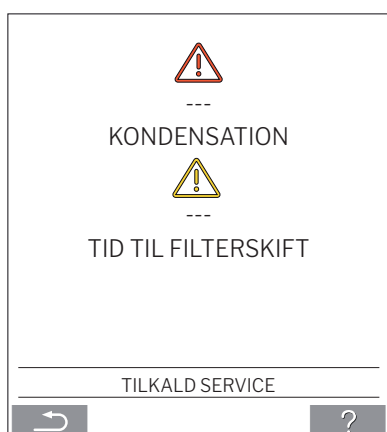 ---
KONDENSATION
---
TID TIL FILTERSKIFT
TILKALD SERVICE
?